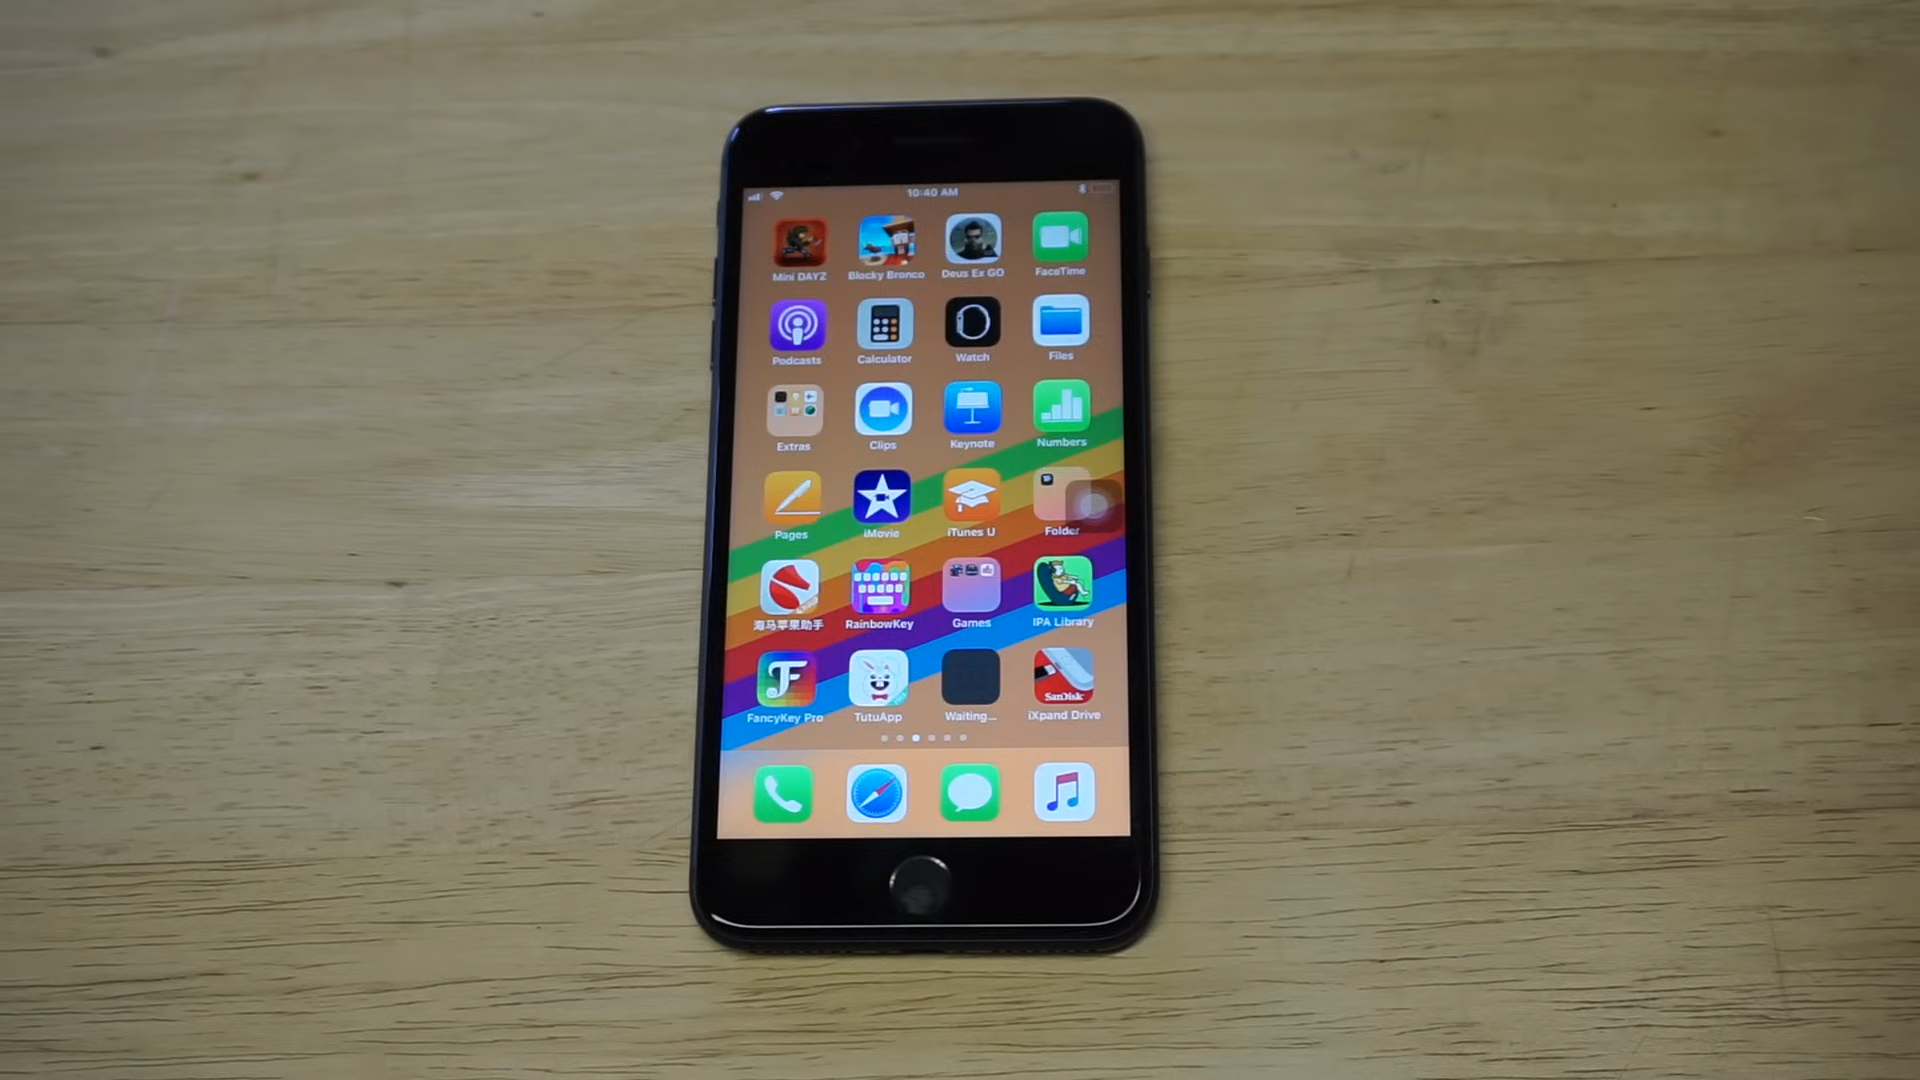 10:40 AM
Mini DAYZ Blocky Bronco Deus Ex GO FaceTime
Podcasts Calculator Watch Files
Extras Clips Keynote Numbers
Pages iMovie iTunes U Folder
海马苹果助手 RainbowKey Games IPA Library
SanDisk
FancyKey Pro TutuApp Waiting... iXpand Drive